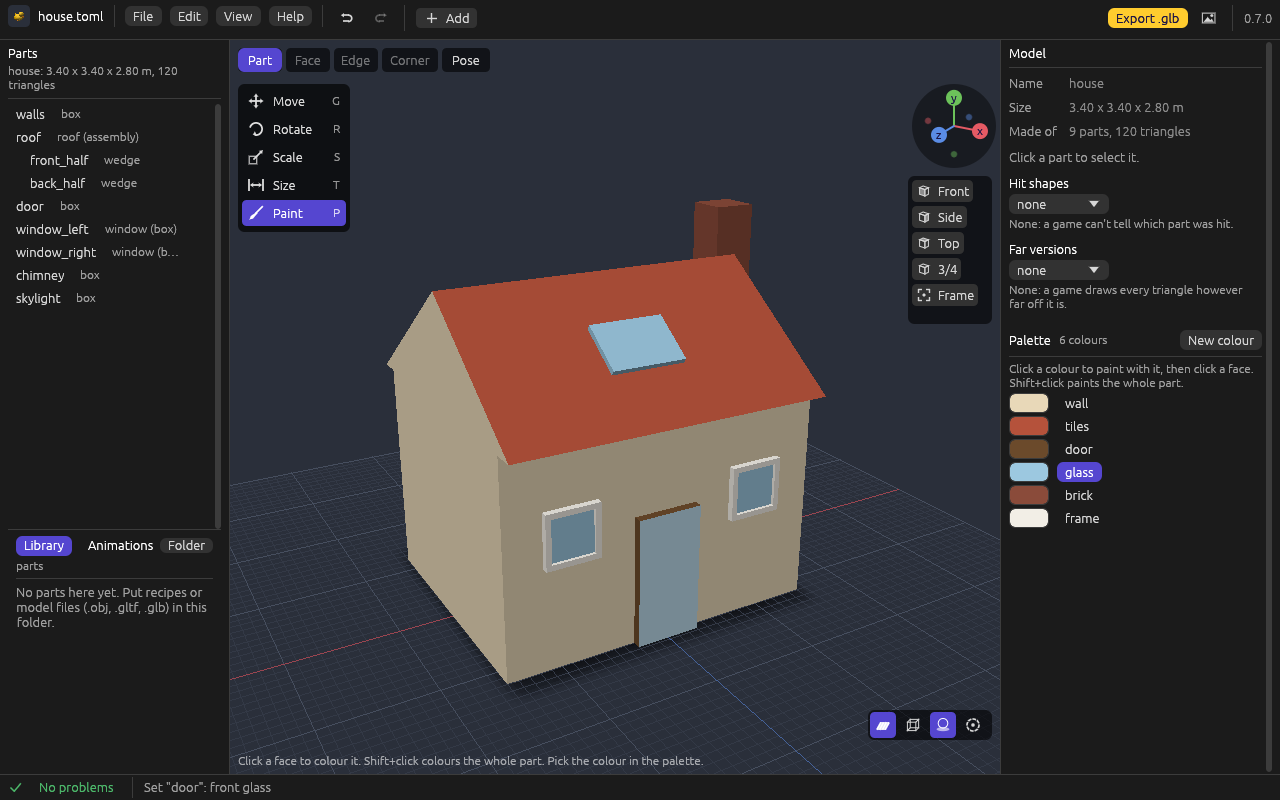 house.toml File Edit View Help Add Export .glb 0.7.0
Parts
house: 3.40 x 3.40 x 2.80 m, 120
triangles
walls box
roof roof (assembly)
front_half wedge
back_half wedge
door box
window_left window (box)
window_right window (b...
chimney box
skylight box
Library Animations Folder
parts
No parts here yet. Put recipes or
model files (.obj, .gltf, .glb) in this
folder.
Part Face Edge Corner Pose
Move G
Rotate R
Scale S
Size T
Paint P
y
x
z
Front
Side
Top
3/4
Frame
Click a face to colour it. Shift+click colours the whole part. Pick the colour in the palette.
Model
Name house
Size 3.40 x 3.40 x 2.80 m
Made of 9 parts, 120 triangles
Click a part to select it.
Hit shapes
none
None: a game can't tell which part was hit.
Far versions
none
None: a game draws every triangle however
far off it is.
Palette 6 colours New colour
Click a colour to paint with it, then click a face.
Shift+click paints the whole part.
wall
tiles
door
glass
brick
frame
No problems Set "door": front glass